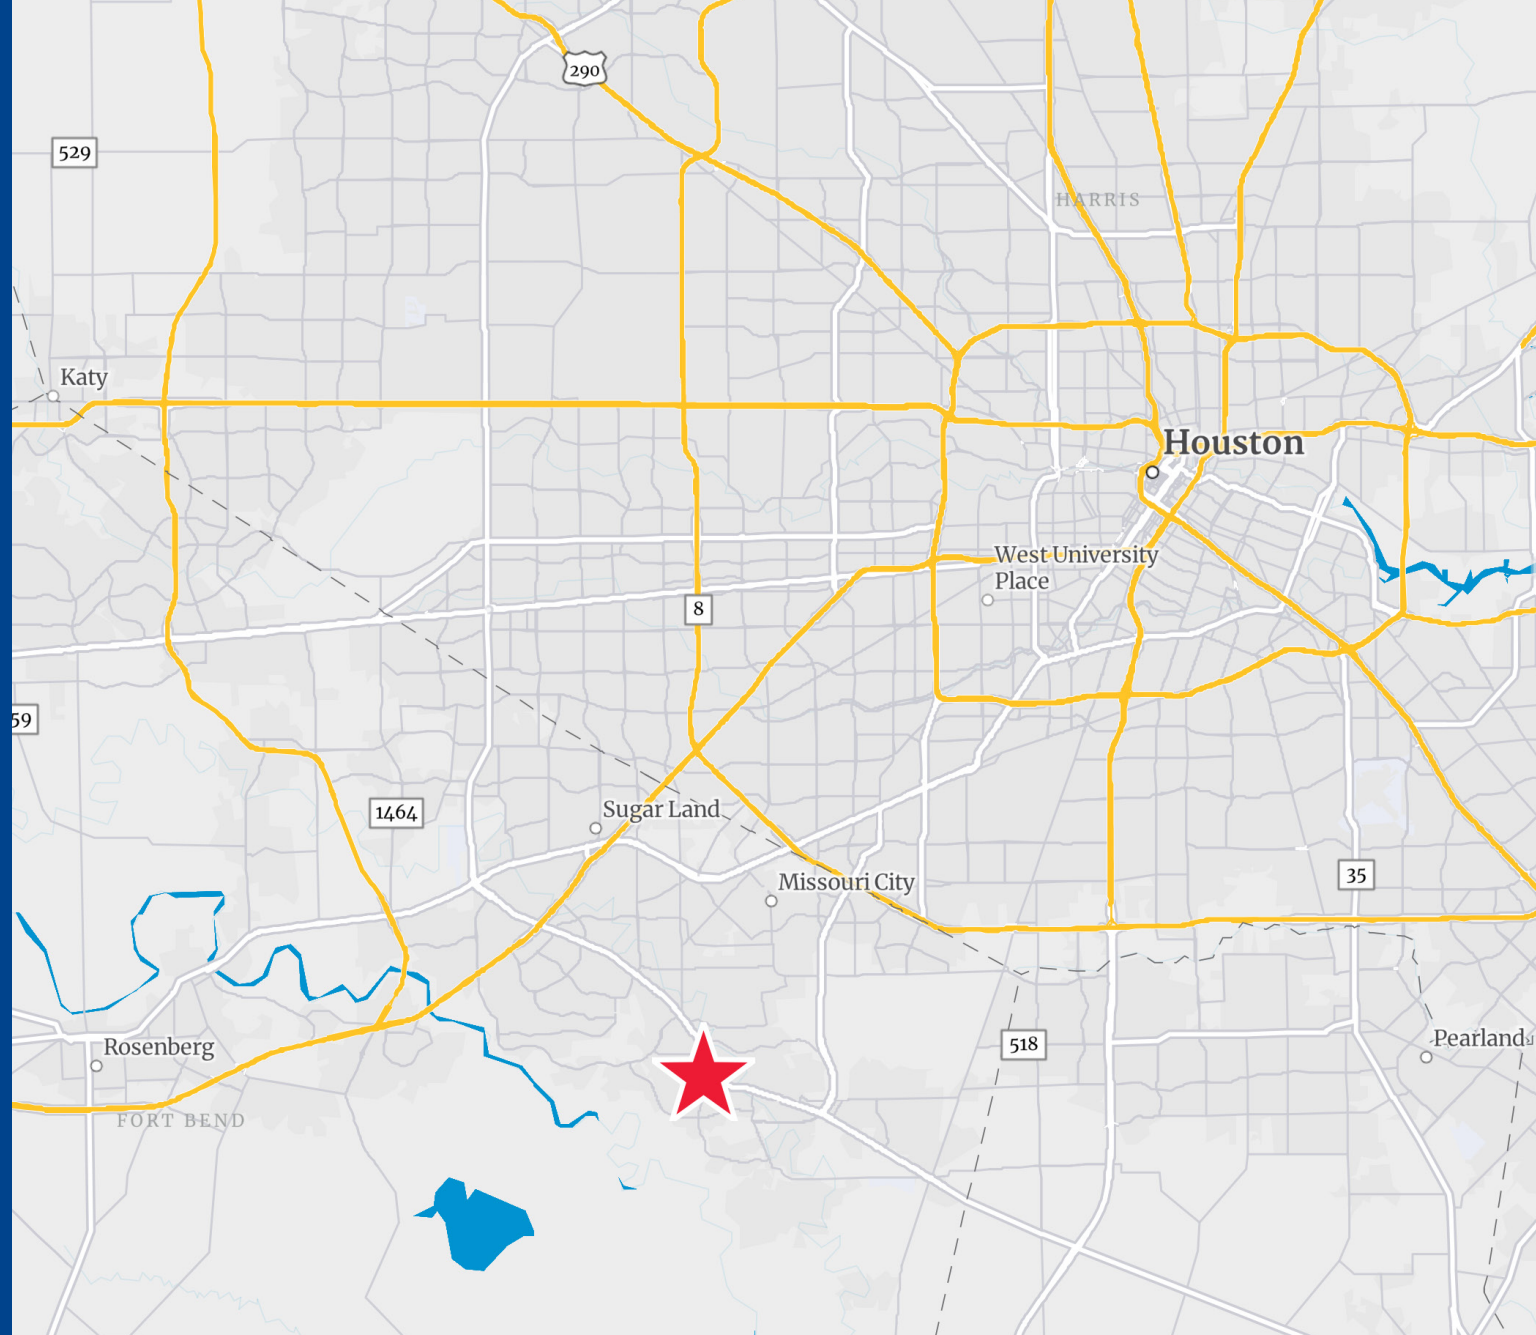 290
529
HARRIS
Katy
Houston
West University
Place
8
59
1464
Sugar Land
Missouri City
35
518
Rosenberg
Pearland
FORT BEND